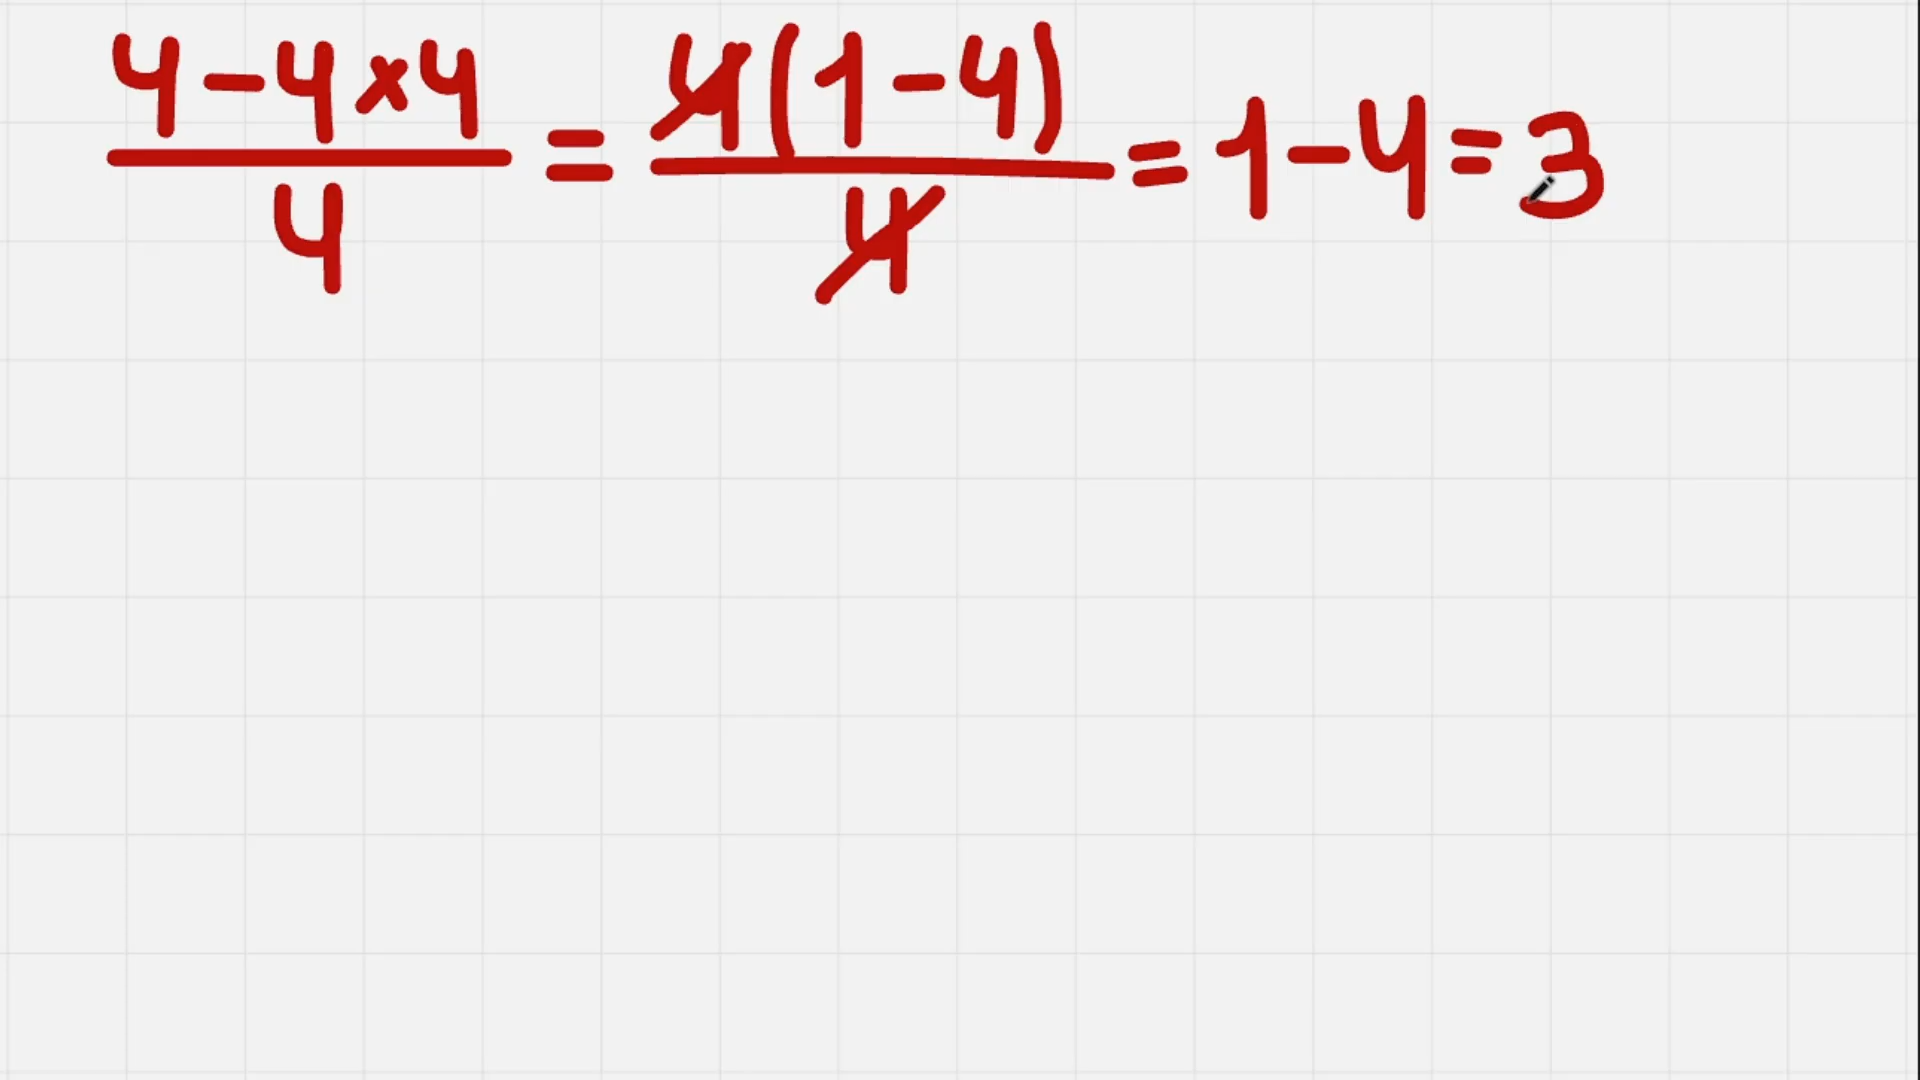 4-4×4/4 = 4(1-4)/4 = 1-4 = 3